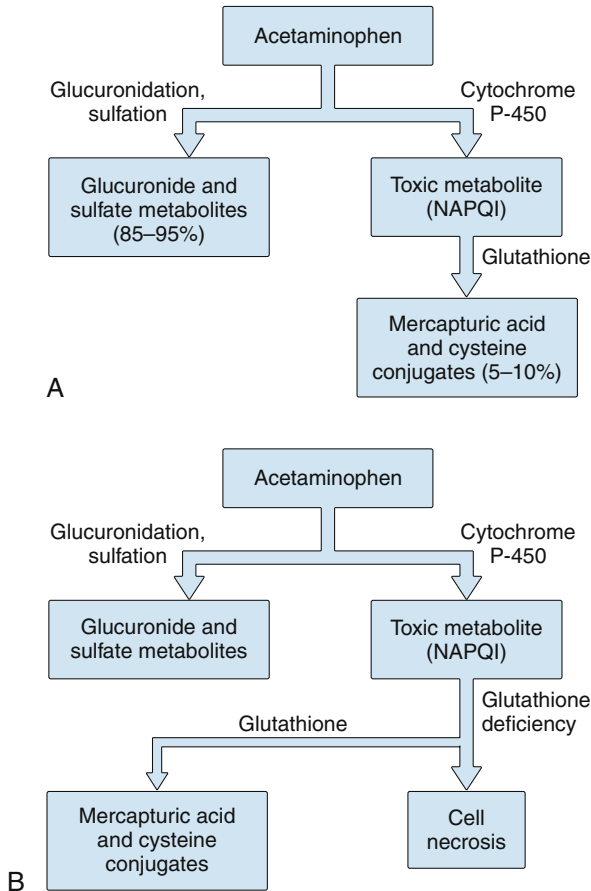 Acetaminophen
Glucuronidation,
sulfation
Cytochrome
P-450
Glucuronide and
sulfate metabolites
(85–95%)
Toxic metabolite
(NAPQI)
Glutathione
Mercapturic acid
and cysteine
conjugates (5–10%)
A
Acetaminophen
Glucuronidation,
sulfation
Cytochrome
P-450
Glucuronide and
sulfate metabolites
Toxic metabolite
(NAPQI)
Glutathione
deficiency
Glutathione
Mercapturic acid
and cysteine
conjugates
Cell
necrosis
B